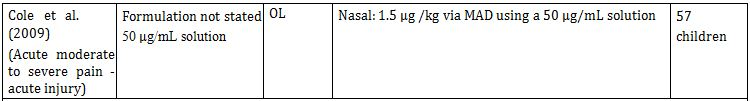 Cole et al.
(2009)
(Acute moderate
to severe pain -
acute injury)
Formulation not stated
50 µg/mL solution
OL
Nasal: 1.5 µg /kg via MAD using a 50 µg/mL solution
57
children